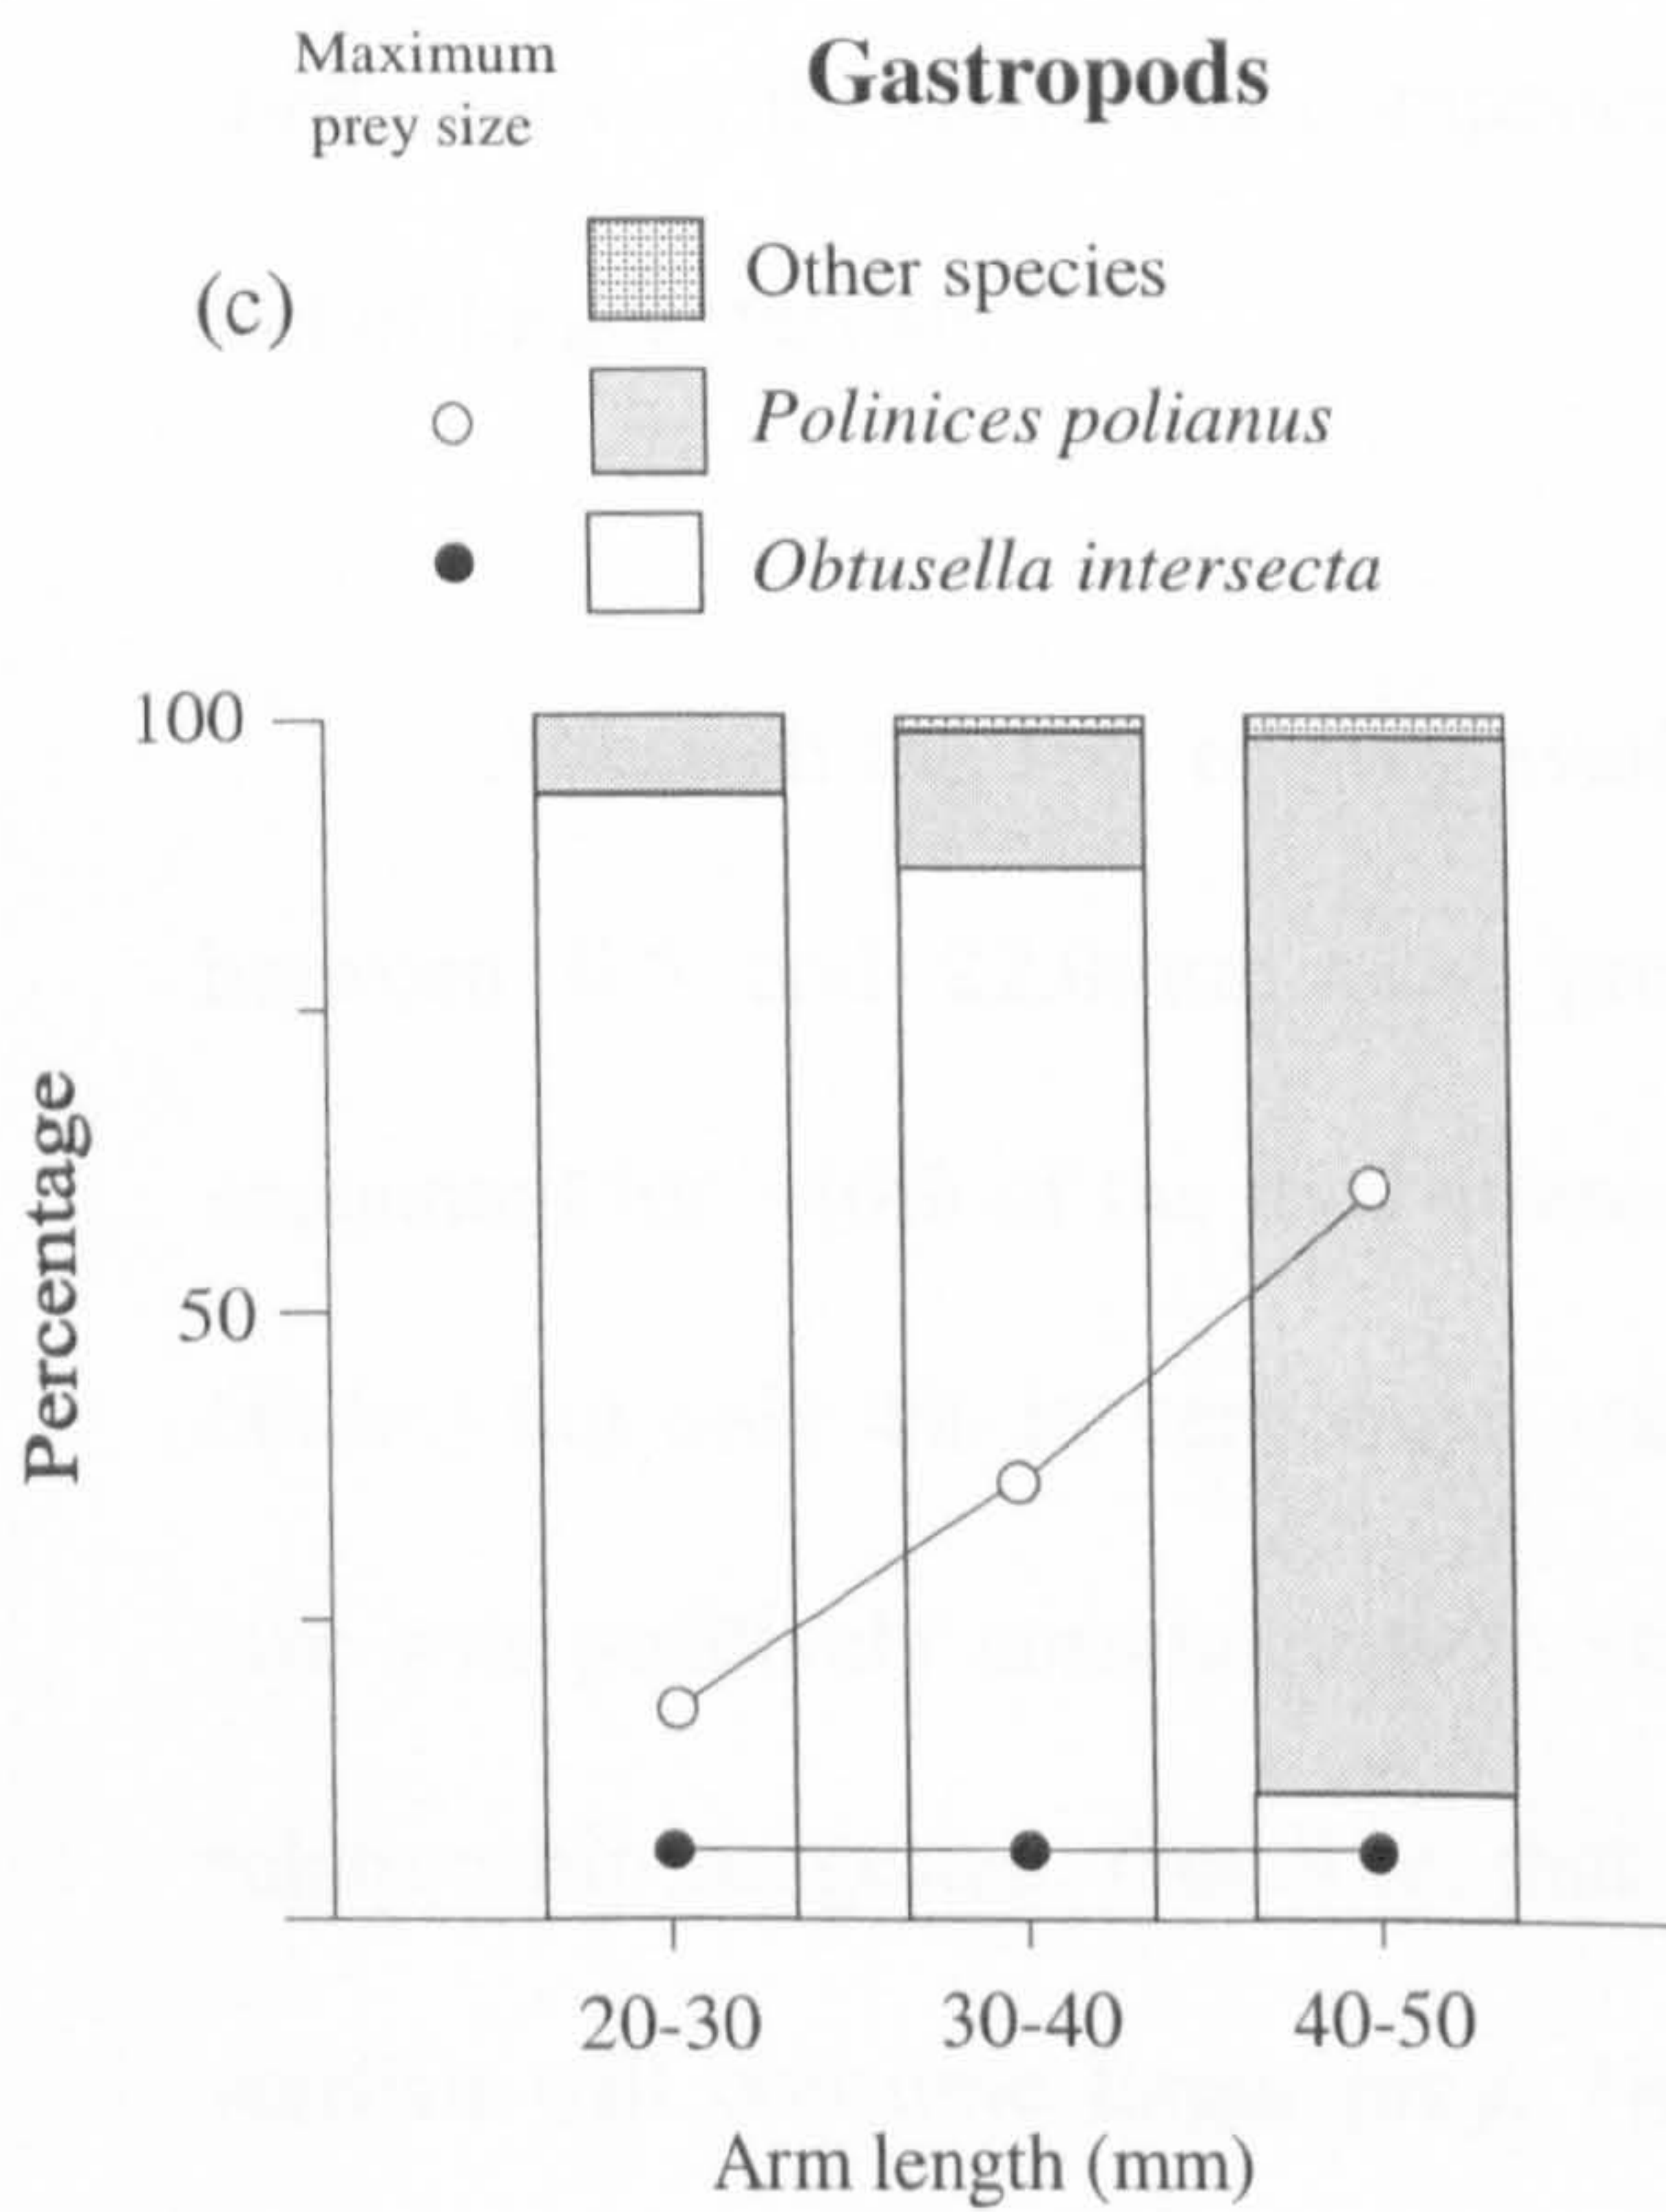 Maximum
prey size
Gastropods
(c)
Other species
Polinices polianus
Obtusella intersecta
100
50
Percentage
20-30
30-40
40-50
Arm length (mm)